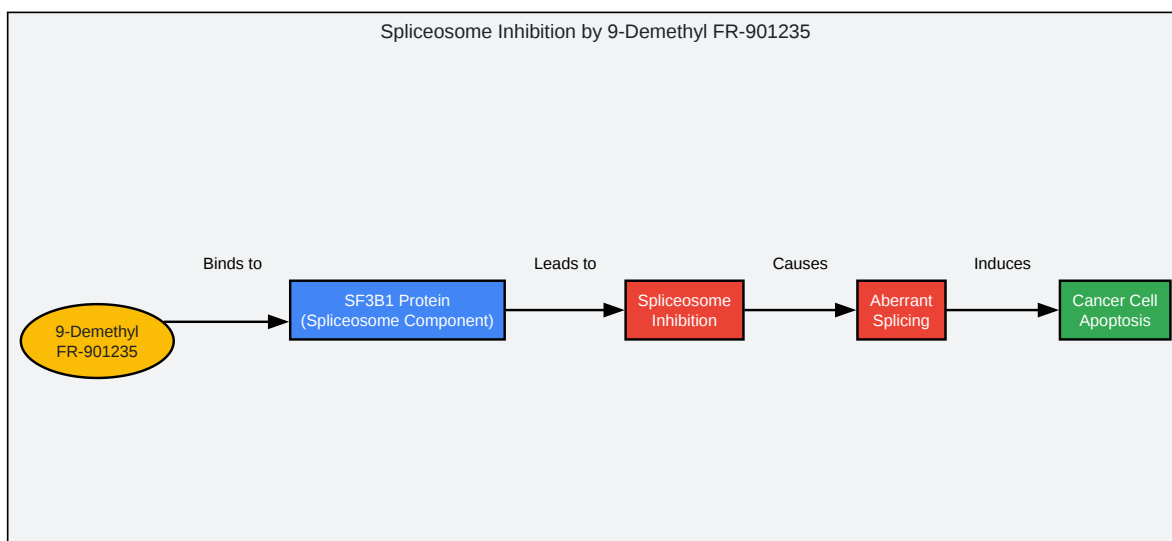 Spliceosome Inhibition by 9-Demethyl FR-901235
Binds to
Leads to
Causes
Induces
9-Demethyl
FR-901235
SF3B1 Protein
(Spliceosome Component)
Spliceosome
Inhibition
Aberrant
Splicing
Cancer Cell
Apoptosis